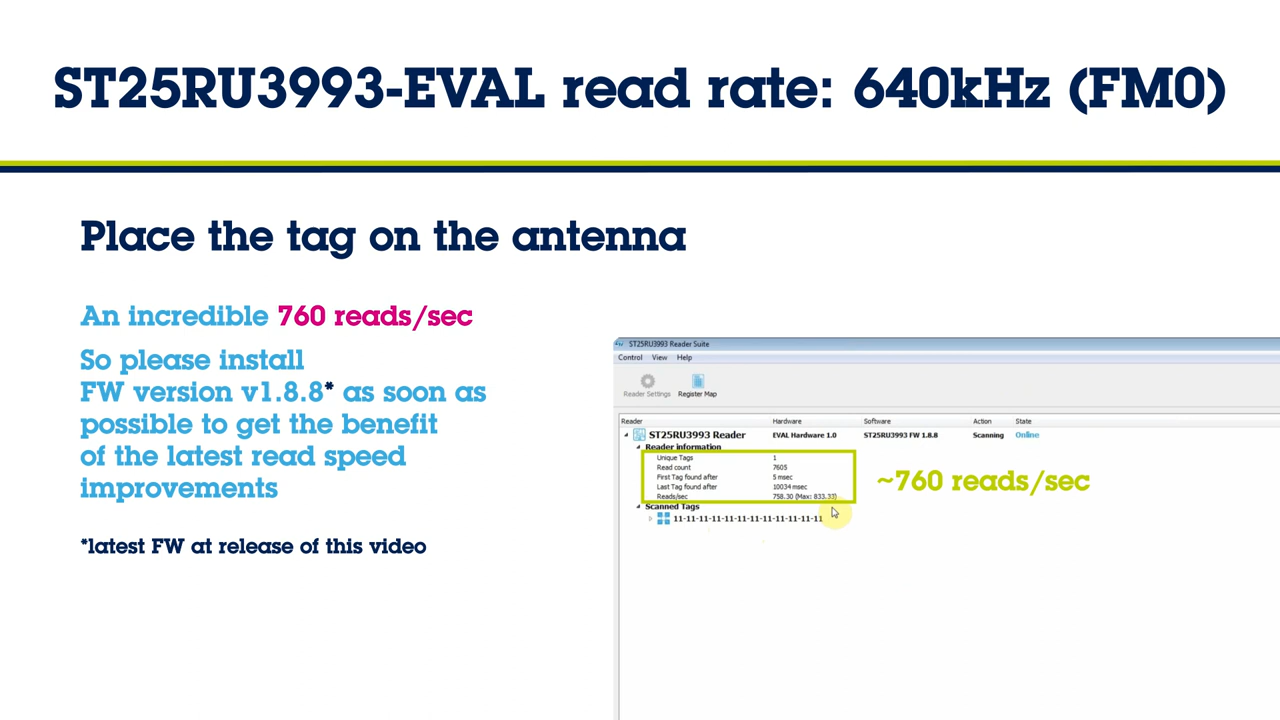 ST25RU3993-EVAL read rate: 640kHz (FM0)
Place the tag on the antenna
An incredible 760 reads/sec
So please install
FW version v1.8.8* as soon as
possible to get the benefit
of the latest read speed
improvements
*latest FW at release of this video
ST25RU3993 Reader Suite
Control View Help
Reader Settings Register Map
Reader Hardware Software Action State
ST25RU3993 Reader EVAL Hardware 1.0 ST25RU3993 FW 1.8.8 Scanning Online
Reader information
Unique Tags 1
Read count 7605
First Tag found after 5 msec
Last Tag found after 10034 msec
Reads/sec 758.30 (Max: 833.33)
~760 reads/sec
Scanned Tags
11-11-11-11-11-11-11-11-11-11-11-11